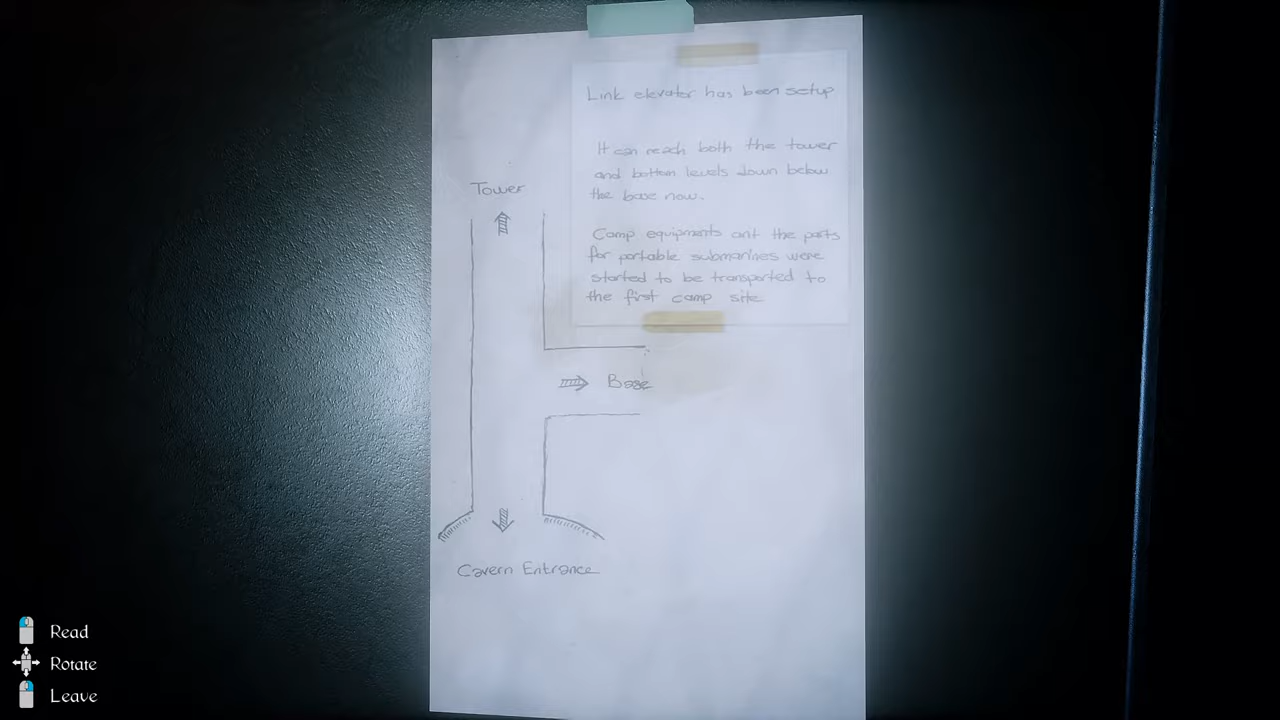 Link elevator has been setup
It can reach both the tower
and bottom levels down below
the base now.
Camp equipments ant the parts
for portable submarines were
started to be transported to
the first camp site
Tower
Base
Cavern Entrance
Read
Rotate
Leave